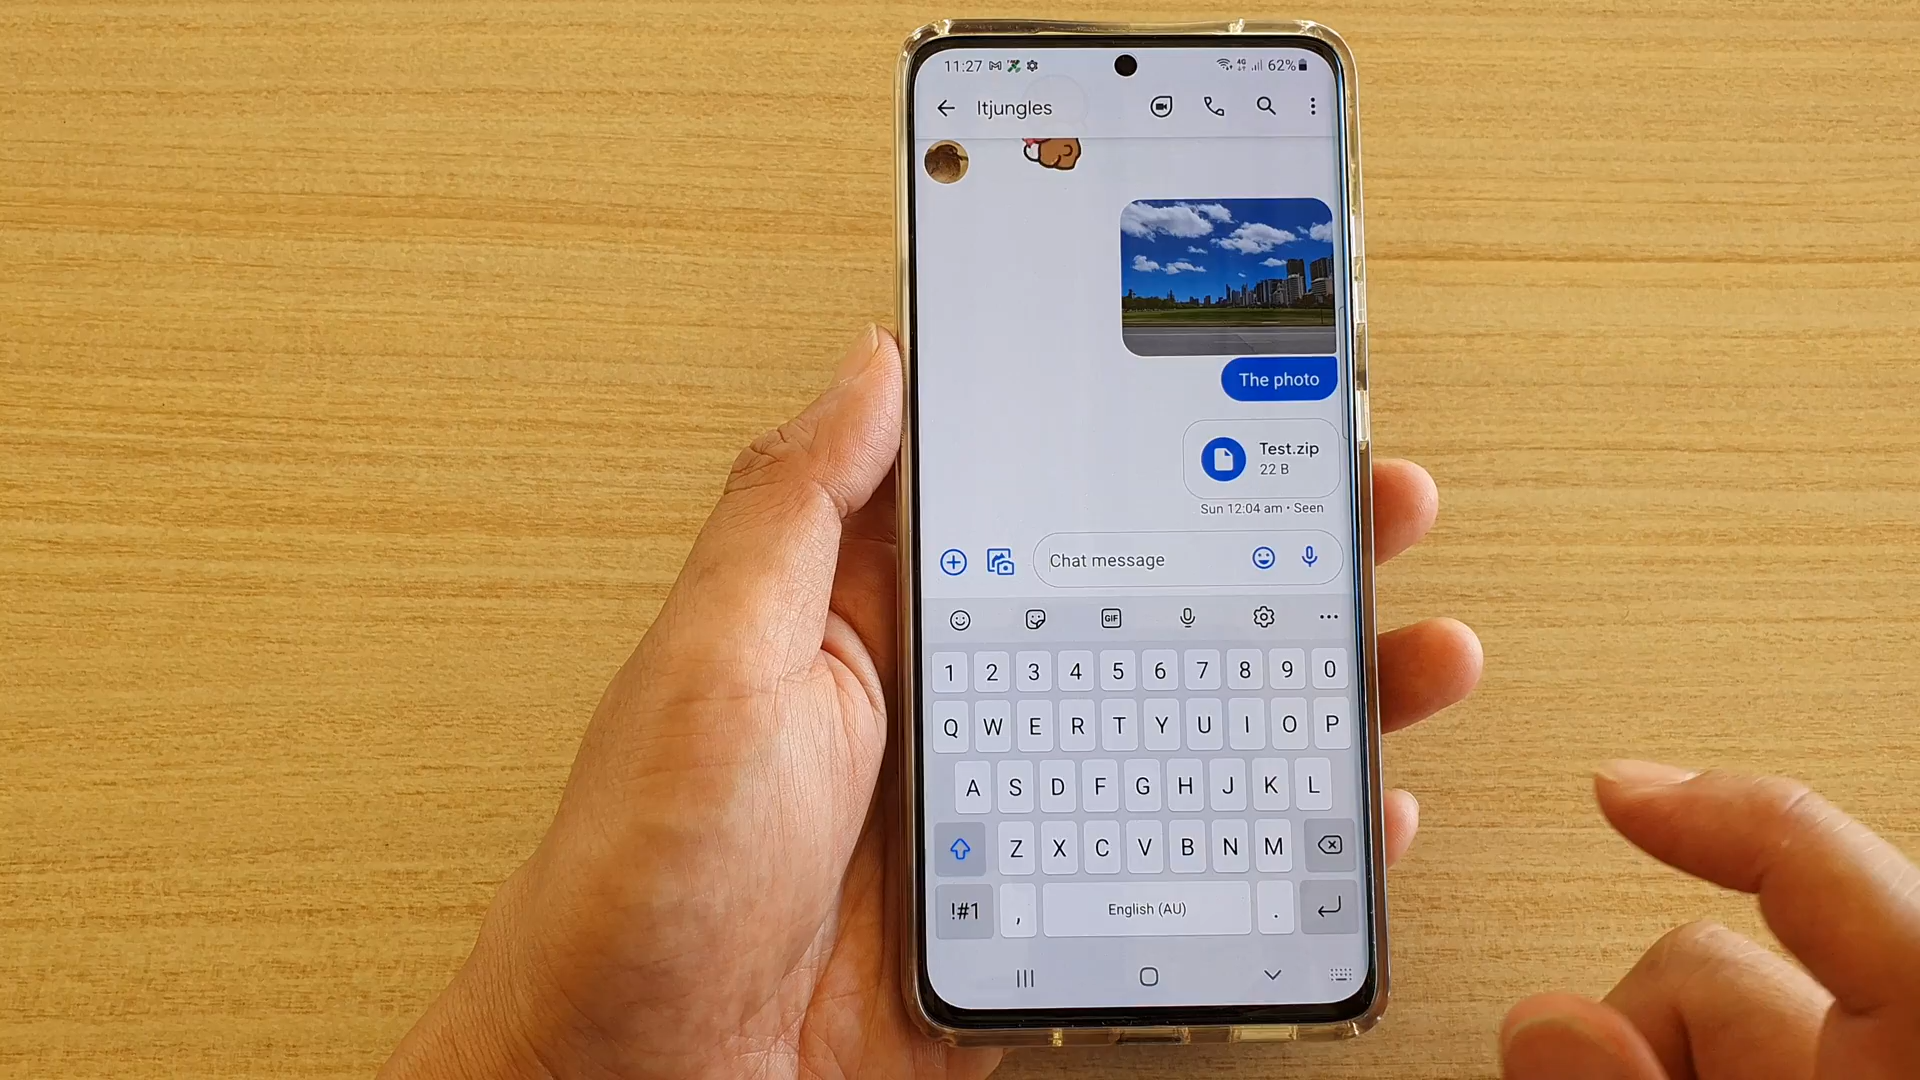 11:27 4G 62%
ltjungles
The photo
Test.zip
22 B
Sun 12:04 am • Seen
Chat message
GIF
1 2 3 4 5 6 7 8 9 0
Q W E R T Y U I O P
A S D F G H J K L
Z X C V B N M
!#1 , English (AU) .